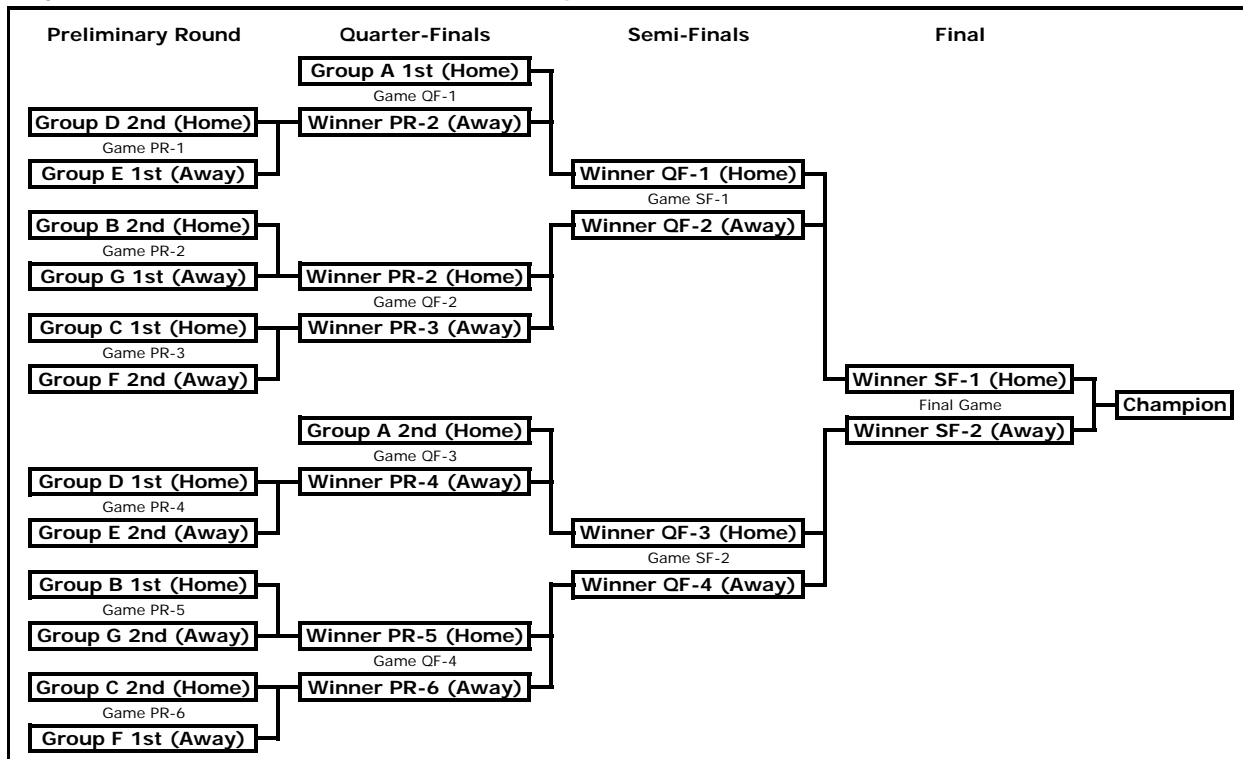 Preliminary Round
Quarter-Finals
Semi-Finals
Final
Group A 1st (Home)
Game QF-1
Group D 2nd (Home)
Winner PR-2 (Away)
Game PR-1
Group E 1st (Away)
Winner QF-1 (Home)
Game SF-1
Group B 2nd (Home)
Winner QF-2 (Away)
Game PR-2
Group G 1st (Away)
Winner PR-2 (Home)
Game QF-2
Group C 1st (Home)
Winner PR-3 (Away)
Game PR-3
Group F 2nd (Away)
Winner SF-1 (Home)
Final Game
Champion
Group A 2nd (Home)
Winner SF-2 (Away)
Game QF-3
Group D 1st (Home)
Winner PR-4 (Away)
Game PR-4
Group E 2nd (Away)
Winner QF-3 (Home)
Game SF-2
Group B 1st (Home)
Winner QF-4 (Away)
Game PR-5
Group G 2nd (Away)
Winner PR-5 (Home)
Game QF-4
Group C 2nd (Home)
Winner PR-6 (Away)
Game PR-6
Group F 1st (Away)